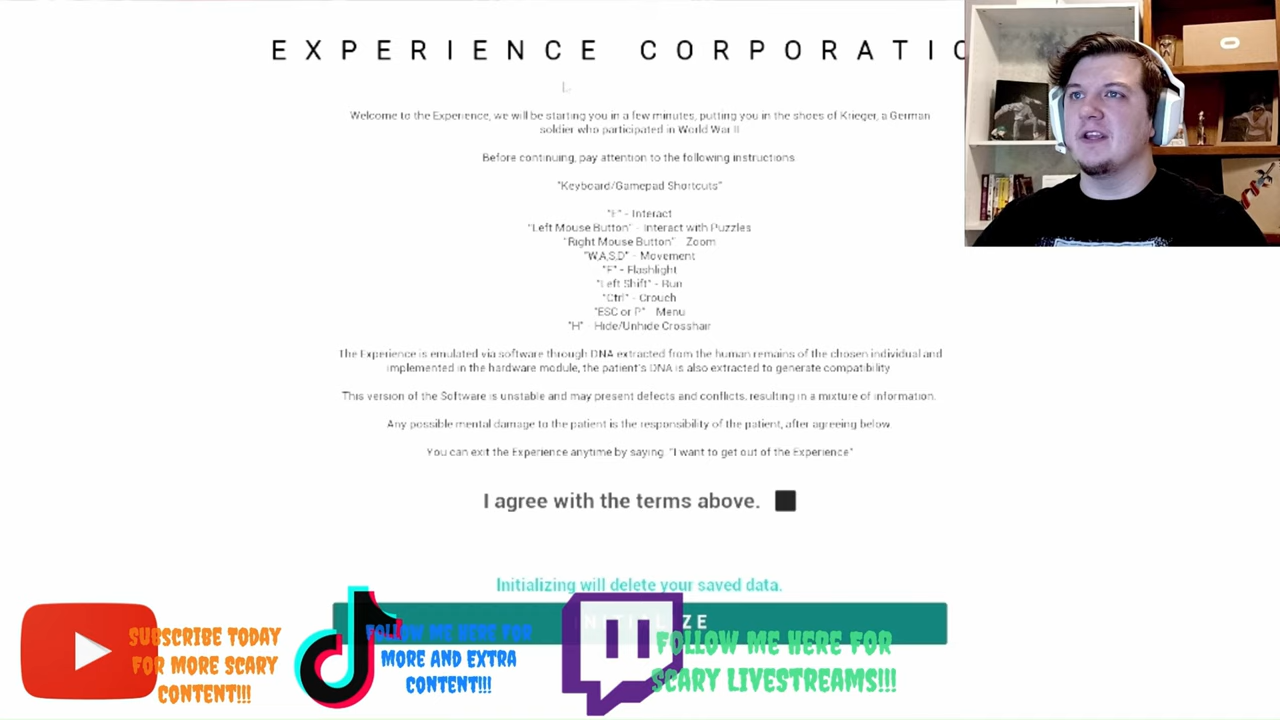 EXPERIENCE CORPORATIO
Welcome to the Experience, we will be starting you in a few minutes, putting you in the shoes of Krieger, a German
soldier who participated in World War II
Before continuing, pay attention to the following instructions
"Keyboard/Gamepad Shortcuts"
"E" - Interact
"Left Mouse Button" - Interact with Puzzles
"Right Mouse Button" Zoom
"W,A,S,D" - Movement
"F" - Flashlight
"Left Shift" - Run
"Ctrl" - Crouch
"ESC or P" Menu
"H" - Hide/Unhide Crosshair
The Experience is emulated via software through DNA extracted from the human remains of the chosen individual and
implemented in the hardware module, the patient's DNA is also extracted to generate compatibility
This version of the Software is unstable and may present defects and conflicts, resulting in a mixture of information.
Any possible mental damage to the patient is the responsibility of the patient, after agreeing below
You can exit the Experience anytime by saying: "I want to get out of the Experience"
I agree with the terms above.
Initializing will delete your saved data.
INITIALIZE
SUBSCRIBE TODAY
FOR MORE SCARY
CONTENT!!!
FOLLOW ME HERE FOR
MORE AND EXTRA
CONTENT!!!
FOLLOW ME HERE FOR
SCARY LIVESTREAMS!!!